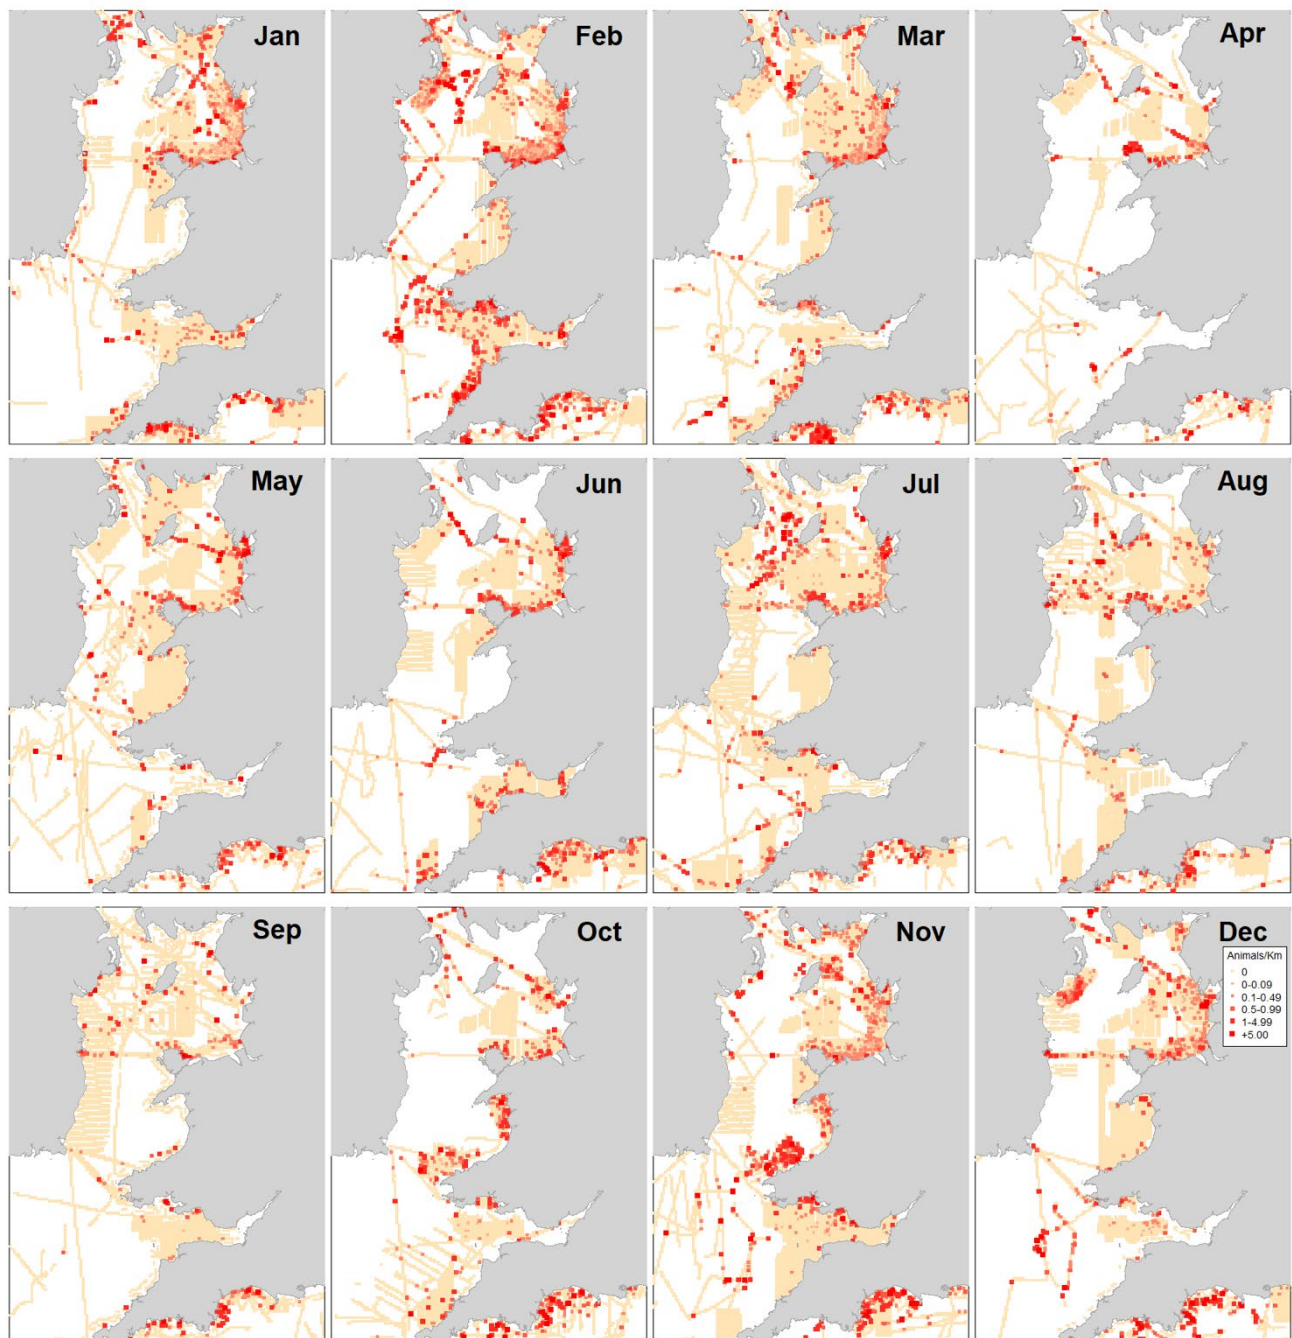 Jan
Feb
Mar
Apr
May
Jun
Jul
Aug
Sep
Oct
Nov
Dec
Animals/Km
0
0-0.09
0.1-0.49
0.5-0.99
1-4.99
+5.00